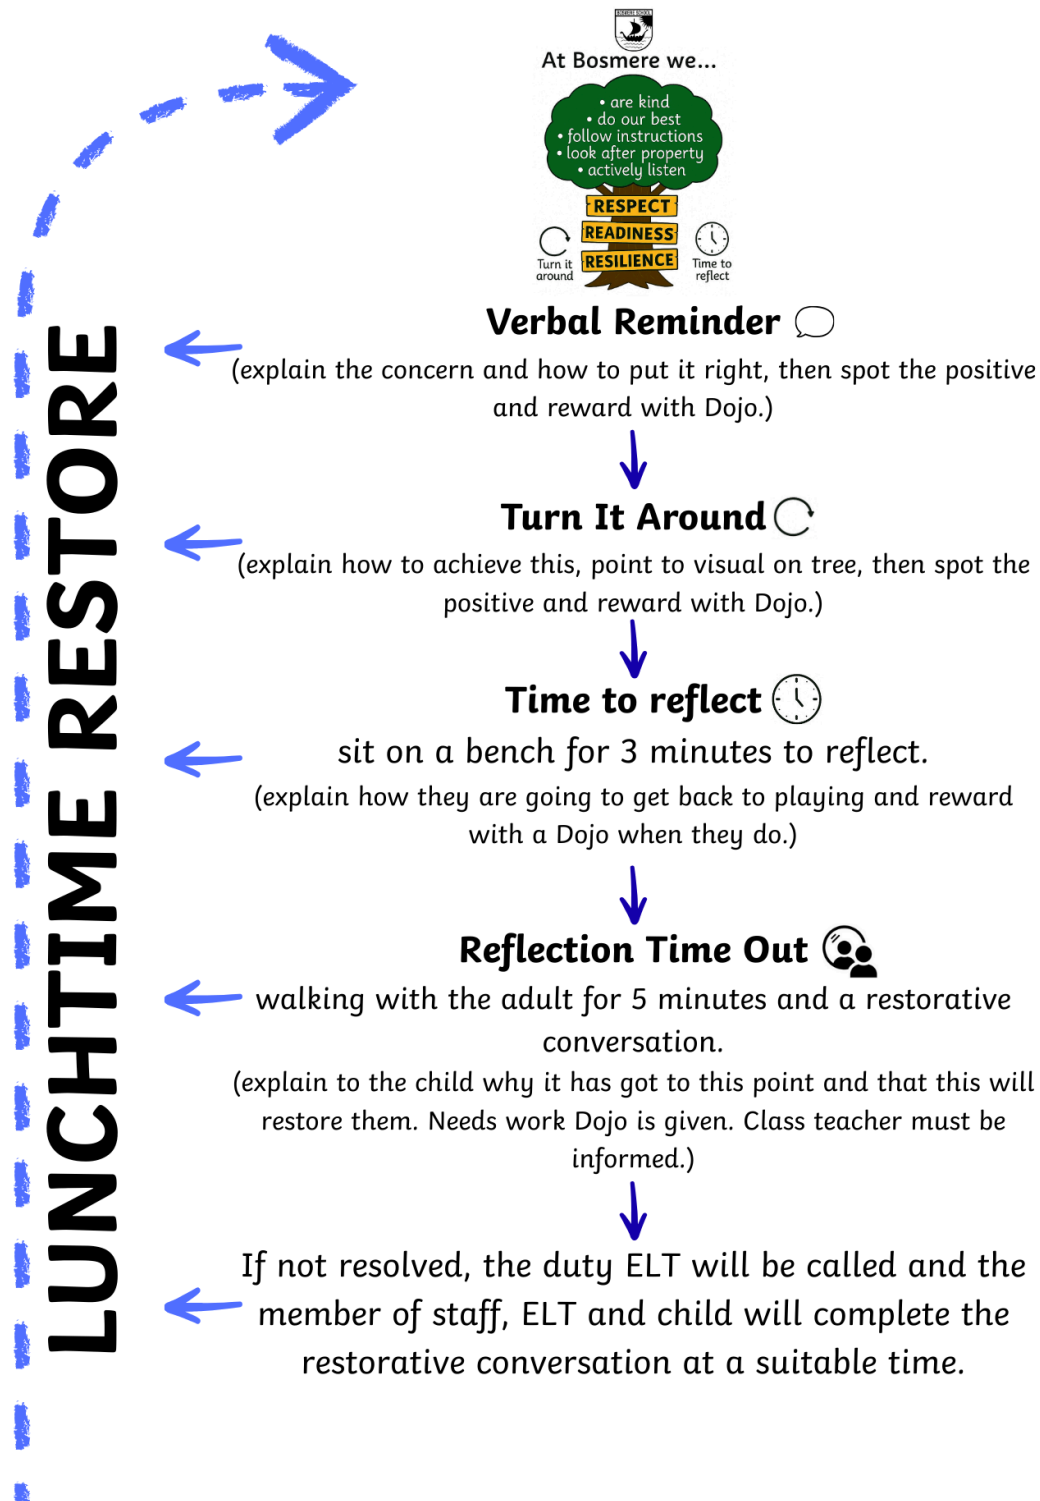 BOSMERE SCHOOL
At Bosmere we...
• are kind
• do our best
• follow instructions
• look after property
• actively listen
RESPECT
READINESS
RESILIENCE
Turn it
around
Time to
reflect
LUNCHTIME RESTORE
Verbal Reminder
(explain the concern and how to put it right, then spot the positive
and reward with Dojo.)
Turn It Around
(explain how to achieve this, point to visual on tree, then spot the
positive and reward with Dojo.)
Time to reflect
sit on a bench for 3 minutes to reflect.
(explain how they are going to get back to playing and reward
with a Dojo when they do.)
Reflection Time Out
walking with the adult for 5 minutes and a restorative
conversation.
(explain to the child why it has got to this point and that this will
restore them. Needs work Dojo is given. Class teacher must be
informed.)
If not resolved, the duty ELT will be called and the
member of staff, ELT and child will complete the
restorative conversation at a suitable time.